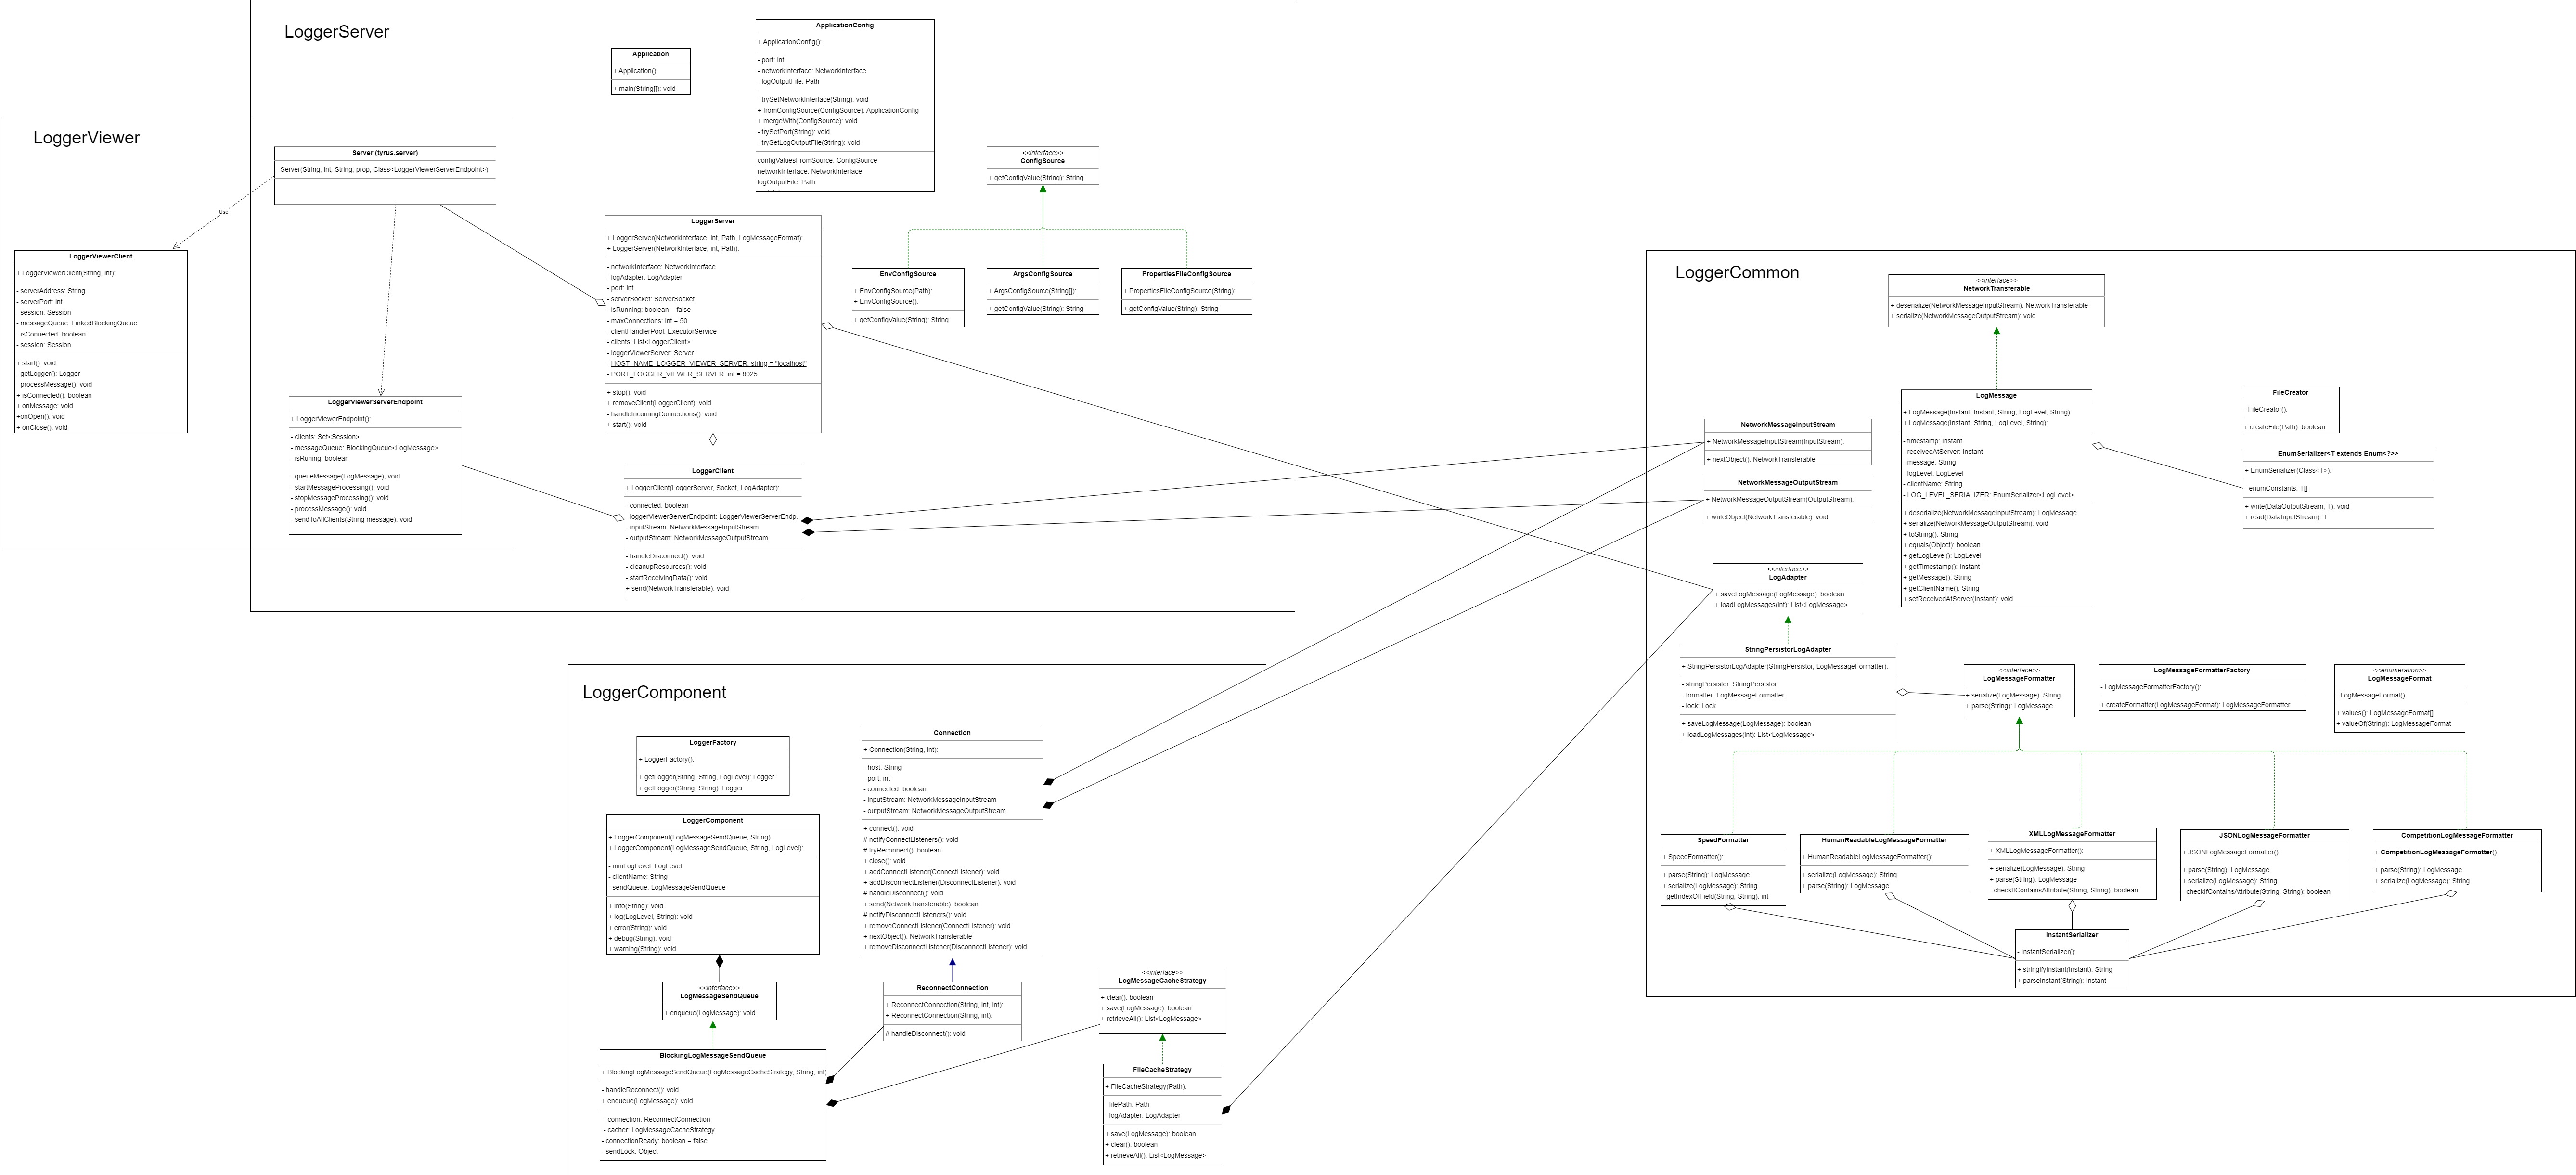 LoggerServer
Application
+ Application():
+ main(String[]): void
ApplicationConfig
+ ApplicationConfig():
- port: int
- networkInterface: NetworkInterface
- logOutputFile: Path
- trySetNetworkInterface(String): void
+ fromConfigSource(ConfigSource): ApplicationConfig
+ mergeWith(ConfigSource): void
- trySetPort(String): void
- trySetLogOutputFile(String): void
configValuesFromSource: ConfigSource
networkInterface: NetworkInterface
logOutputFile: Path
<<interface>>
ConfigSource
+ getConfigValue(String): String
EnvConfigSource
+ EnvConfigSource(Path):
+ EnvConfigSource():
+ getConfigValue(String): String
ArgsConfigSource
+ ArgsConfigSource(String[]):
+ getConfigValue(String): String
PropertiesFileConfigSource
+ PropertiesFileConfigSource(String):
+ getConfigValue(String): String
LoggerServer
+ LoggerServer(NetworkInterface, int, Path, LogMessageFormat):
+ LoggerServer(NetworkInterface, int, Path):
- networkInterface: NetworkInterface
- logAdapter: LogAdapter
- port: int
- serverSocket: ServerSocket
- isRunning: boolean = false
- maxConnections: int = 50
- clientHandlerPool: ExecutorService
- clients: List<LoggerClient>
- loggerViewerServer: Server
- HOST_NAME_LOGGER_VIEWER_SERVER: string = "localhost"
- PORT_LOGGER_VIEWER_SERVER: int = 8025
+ stop(): void
+ removeClient(LoggerClient): void
- handleIncomingConnections(): void
+ start(): void
LoggerClient
+ LoggerClient(LoggerServer, Socket, LogAdapter):
- connected: boolean
- loggerViewerServerEndpoint: LoggerViewerServerEndp
- inputStream: NetworkMessageInputStream
- outputStream: NetworkMessageOutputStream
- handleDisconnect(): void
- cleanupResources(): void
- startReceivingData(): void
+ send(NetworkTransferable): void
LoggerViewer
Server (tyrus.server)
- Server(String, int, String, prop, Class<LoggerViewerServerEndpoint>)
Use
LoggerViewerClient
+ LoggerViewerClient(String, int):
- serverAddress: String
- serverPort: int
- session: Session
- messageQueue: LinkedBlockingQueue
- isConnected: boolean
- session: Session
+ start(): void
- getLogger(): Logger
- processMessage(): void
+ isConnected(): boolean
+ onMessage: void
+onOpen(): void
+ onClose(): void
LoggerViewerServerEndpoint
+ LoggerViewerEndpoint():
- clients: Set<Session>
- messageQueue: BlockingQueue<LogMessage>
- isRuning: boolean
- queueMessage(LogMessage); void
- startMessageProcessing(): void
- stopMessageProcessing(): void
- processMessage(): void
- sendToAllClients(String message): void
LoggerCommon
<<interface>>
NetworkTransferable
+ deserialize(NetworkMessageInputStream): NetworkTransferable
+ serialize(NetworkMessageOutputStream): void
LogMessage
+ LogMessage(Instant, Instant, String, LogLevel, String):
+ LogMessage(Instant, String, LogLevel, String):
- timestamp: Instant
- receivedAtServer: Instant
- message: String
- logLevel: LogLevel
- clientName: String
- LOG_LEVEL_SERIALIZER: EnumSerializer<LogLevel>
+ deserialize(NetworkMessageInputStream): LogMessage
+ serialize(NetworkMessageOutputStream): void
+ toString(): String
+ equals(Object): boolean
+ getLogLevel(): LogLevel
+ getTimestamp(): Instant
+ getMessage(): String
+ getClientName(): String
+ setReceivedAtServer(Instant): void
FileCreator
- FileCreator():
+ createFile(Path): boolean
EnumSerializer<T extends Enum<?>>
+ EnumSerializer(Class<T>):
- enumConstants: T[]
+ write(DataOutputStream, T): void
+ read(DataInputStream): T
NetworkMessageInputStream
+ NetworkMessageInputStream(InputStream):
+ nextObject(): NetworkTransferable
NetworkMessageOutputStream
+ NetworkMessageOutputStream(OutputStream):
+ writeObject(NetworkTransferable): void
<<interface>>
LogAdapter
+ saveLogMessage(LogMessage): boolean
+ loadLogMessages(int): List<LogMessage>
StringPersistorLogAdapter
+ StringPersistorLogAdapter(StringPersistor, LogMessageFormatter):
- stringPersistor: StringPersistor
- formatter: LogMessageFormatter
- lock: Lock
+ saveLogMessage(LogMessage): boolean
+ loadLogMessages(int): List<LogMessage>
<<interface>>
LogMessageFormatter
+ serialize(LogMessage): String
+ parse(String): LogMessage
LogMessageFormatterFactory
- LogMessageFormatterFactory():
+ createFormatter(LogMessageFormat): LogMessageFormatter
<<enumeration>>
LogMessageFormat
- LogMessageFormat():
+ values(): LogMessageFormat[]
+ valueOf(String): LogMessageFormat
SpeedFormatter
+ SpeedFormatter():
+ parse(String): LogMessage
+ serialize(LogMessage): String
- getIndexOfField(String, String): int
HumanReadableLogMessageFormatter
+ HumanReadableLogMessageFormatter():
+ serialize(LogMessage): String
+ parse(String): LogMessage
XMLLogMessageFormatter
+ XMLLogMessageFormatter():
+ serialize(LogMessage): String
+ parse(String): LogMessage
- checkIfContainsAttribute(String, String): boolean
JSONLogMessageFormatter
+ JSONLogMessageFormatter():
+ parse(String): LogMessage
+ serialize(LogMessage): String
- checkIfContainsAttribute(String, String): boolean
CompetitionLogMessageFormatter
+ CompetitionLogMessageFormatter():
+ parse(String): LogMessage
+ serialize(LogMessage): String
InstantSerializer
- InstantSerializer():
+ stringifyInstant(Instant): String
+ parseInstant(String): Instant
LoggerComponent
LoggerFactory
+ LoggerFactory():
+ getLogger(String, String, LogLevel): Logger
+ getLogger(String, String): Logger
LoggerComponent
+ LoggerComponent(LogMessageSendQueue, String):
+ LoggerComponent(LogMessageSendQueue, String, LogLevel):
- minLogLevel: LogLevel
- clientName: String
- sendQueue: LogMessageSendQueue
+ info(String): void
+ log(LogLevel, String): void
+ error(String): void
+ debug(String): void
+ warning(String): void
<<interface>>
LogMessageSendQueue
+ enqueue(LogMessage): void
BlockingLogMessageSendQueue
+ BlockingLogMessageSendQueue(LogMessageCacheStrategy, String, int
- handleReconnect(): void
+ enqueue(LogMessage): void
- connection: ReconnectConnection
- cacher: LogMessageCacheStrategy
- connectionReady: boolean = false
- sendLock: Object
Connection
+ Connection(String, int):
- host: String
- port: int
- connected: boolean
- inputStream: NetworkMessageInputStream
- outputStream: NetworkMessageOutputStream
+ connect(): void
# notifyConnectListeners(): void
# tryReconnect(): boolean
+ close(): void
+ addConnectListener(ConnectListener): void
+ addDisconnectListener(DisconnectListener): void
# handleDisconnect(): void
+ send(NetworkTransferable): boolean
# notifyDisconnectListeners(): void
+ removeConnectListener(ConnectListener): void
+ nextObject(): NetworkTransferable
+ removeDisconnectListener(DisconnectListener): void
ReconnectConnection
+ ReconnectConnection(String, int, int):
+ ReconnectConnection(String, int):
# handleDisconnect(): void
<<interface>>
LogMessageCacheStrategy
+ clear(): boolean
+ save(LogMessage): boolean
+ retrieveAll(): List<LogMessage>
FileCacheStrategy
+ FileCacheStrategy(Path):
- filePath: Path
- logAdapter: LogAdapter
+ save(LogMessage): boolean
+ clear(): boolean
+ retrieveAll(): List<LogMessage>